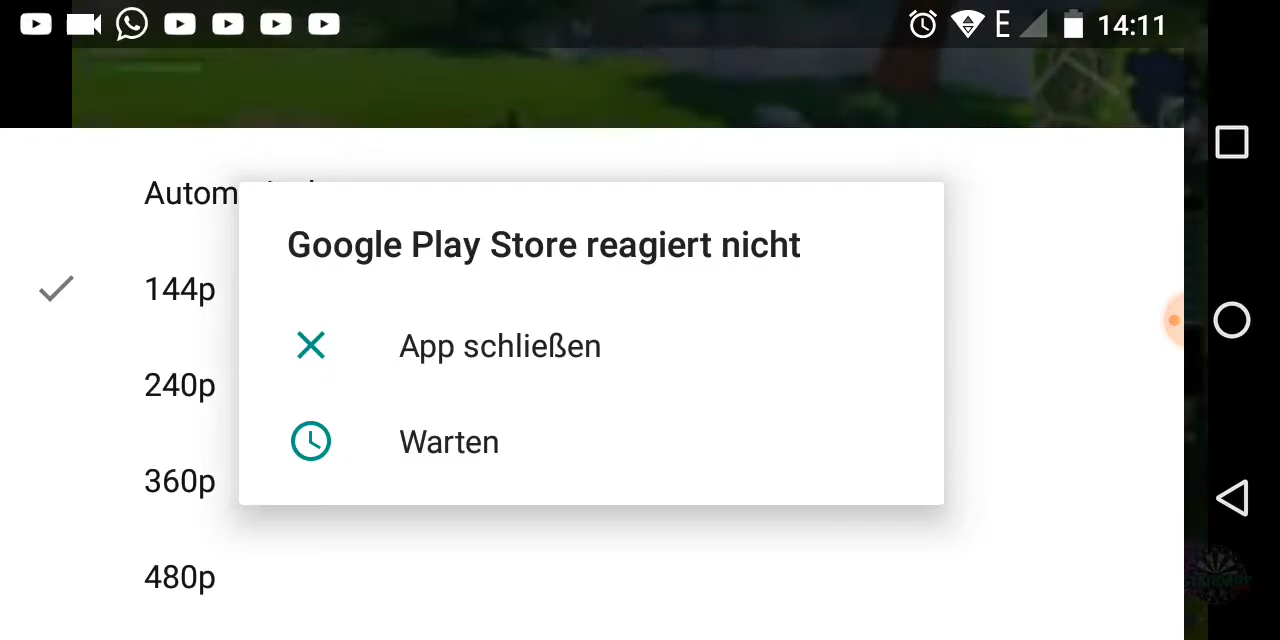 E 14:11
Autom
Google Play Store reagiert nicht
144p
App schließen
240p
Warten
360p
480p